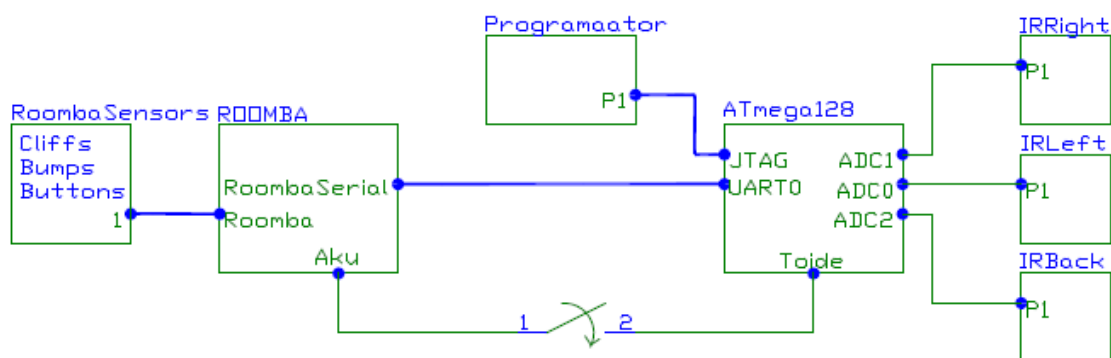 Programaator
P1
RoombaSensors
Cliffs
Bumps
Buttons
1
ROOMBA
RoombaSerial
Roomba
Aku
ATmega128
JTAG
UART0
ADC1
ADC0
ADC2
Toide
1
2
IRRight
P1
IRLeft
P1
IRBack
P1